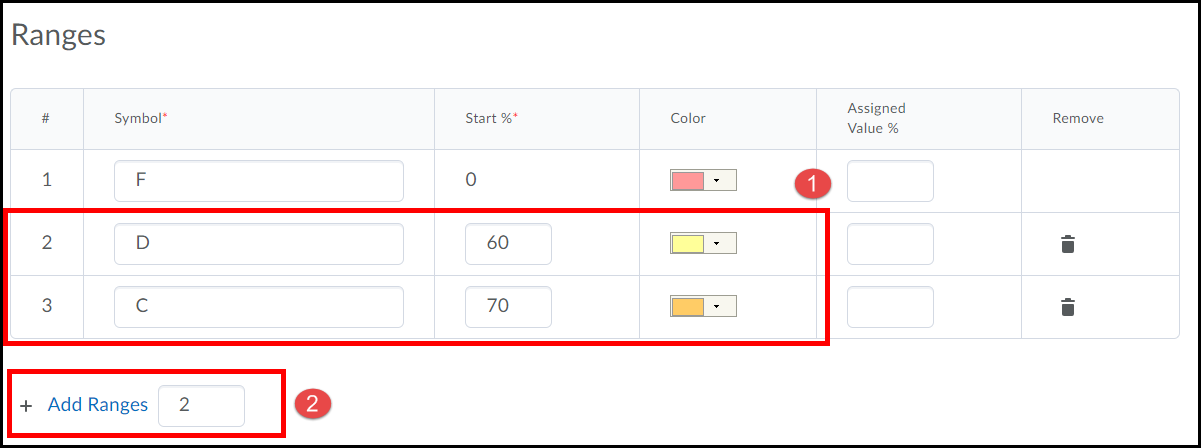 Ranges
# Symbol* Start %* Color Assigned Value % Remove
1 F 0 1
2 D 60
3 C 70
+ Add Ranges 2 2